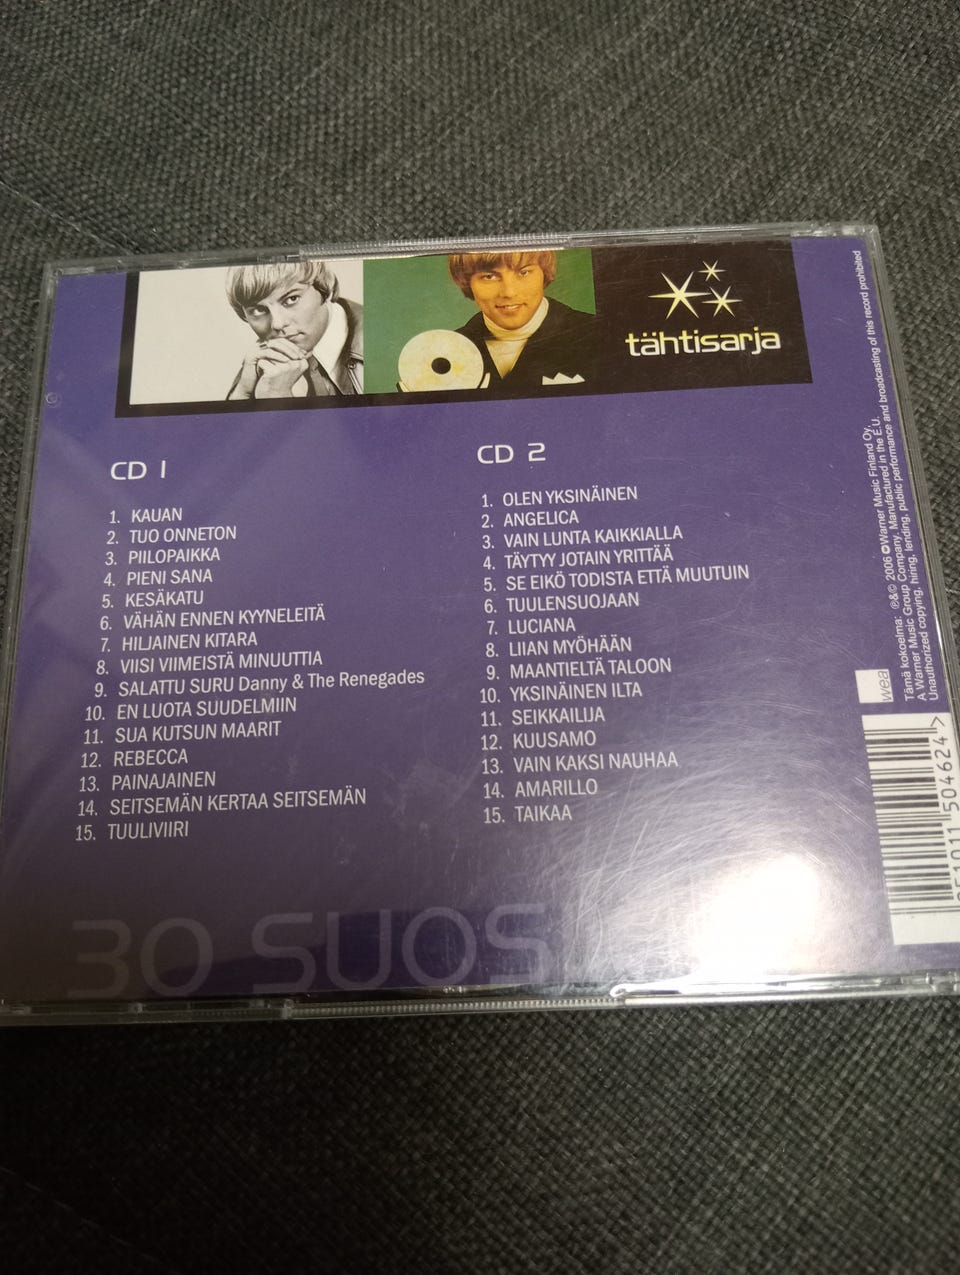 tähtisarja
CD 1
1. KAUAN
2. TUO ONNETON
3. PIILOPAIKKA
4. PIENI SANA
5. KESÄKATU
6. VÄHÄN ENNEN KYYNELEITÄ
7. HILJAINEN KITARA
8. VIISI VIIMEISTÄ MINUUTTIA
9. SALATTU SURU Danny & The Renegades
10. EN LUOTA SUUDELMIIN
11. SUA KUTSUN MAARIT
12. REBECCA
13. PAINAJAINEN
14. SEITSEMÄN KERTAA SEITSEMÄN
15. TUULIVIIRI
CD 2
1. OLEN YKSINÄINEN
2. ANGELICA
3. VAIN LUNTA KAIKKIALLA
4. TÄYTYY JOTAIN YRITTÄÄ
5. SE EIKÖ TODISTA ETTÄ MUUTUIN
6. TUULENSUOJAAN
7. LUCIANA
8. LIIAN MYÖHÄÄN
9. MAANTIELTÄ TALOON
10. YKSINÄINEN ILTA
11. SEIKKAILIJA
12. KUUSAMO
13. VAIN KAKSI NAUHAA
14. AMARILLO
15. TAIKAA
30 SUOS
wea
Tämä kokoelma: ℗&© 2006 Warner Music Finland Oy,
A Warner Music Group Company. Manufactured in the E.U.
Unauthorized copying, hiring, lending, public performance and broadcasting of this record prohibited
504624 >